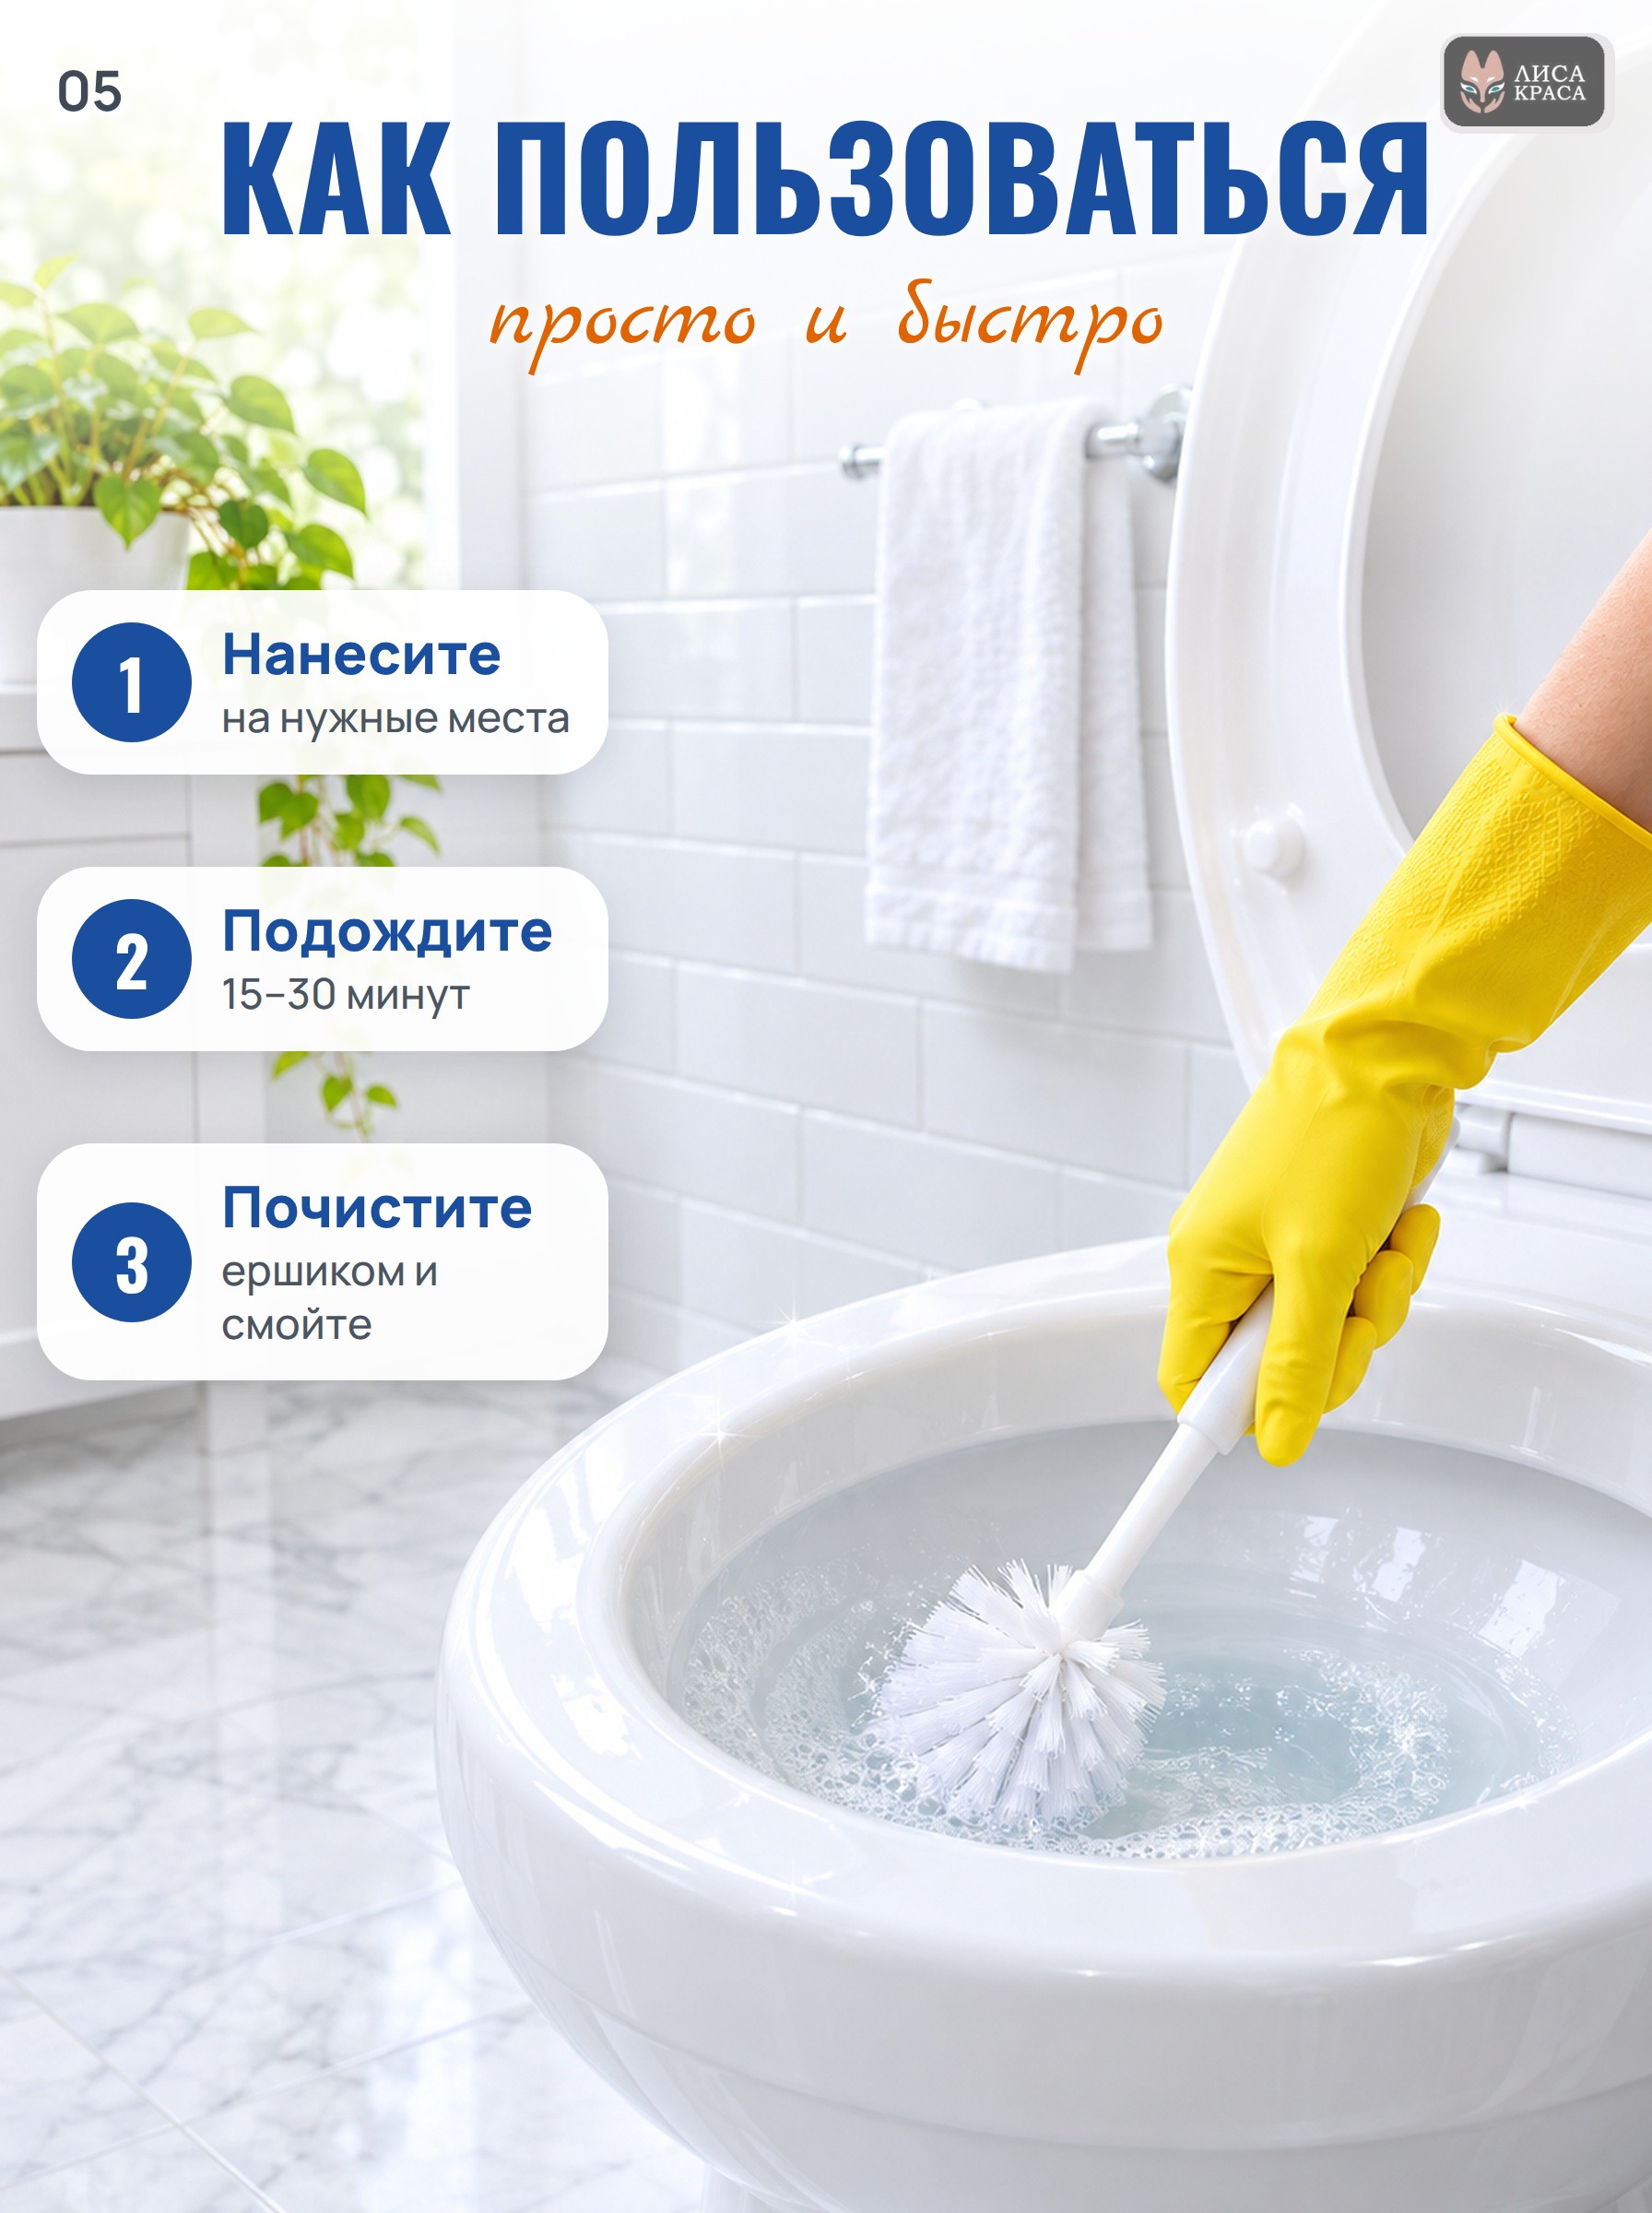 05
ЛИСА
КРАСА
КАК ПОЛЬЗОВАТЬСЯ
просто и быстро
1
Нанесите
на нужные места
2
Подождите
15–30 минут
3
Почистите
ершиком и
смойте